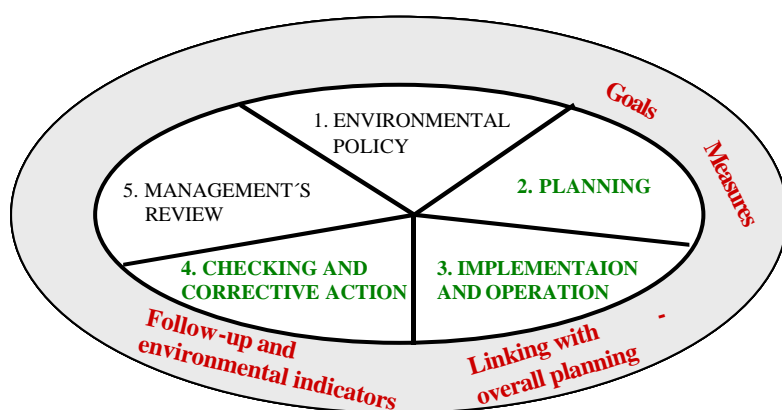 Goals
Measures
1. ENVIRONMENTAL
POLICY
2. PLANNING
5. MANAGEMENT´S
REVIEW
4. CHECKING AND
CORRECTIVE ACTION
3. IMPLEMENTAION
AND OPERATION
Follow-up and
environmental indicators
Linking with -
overall planning